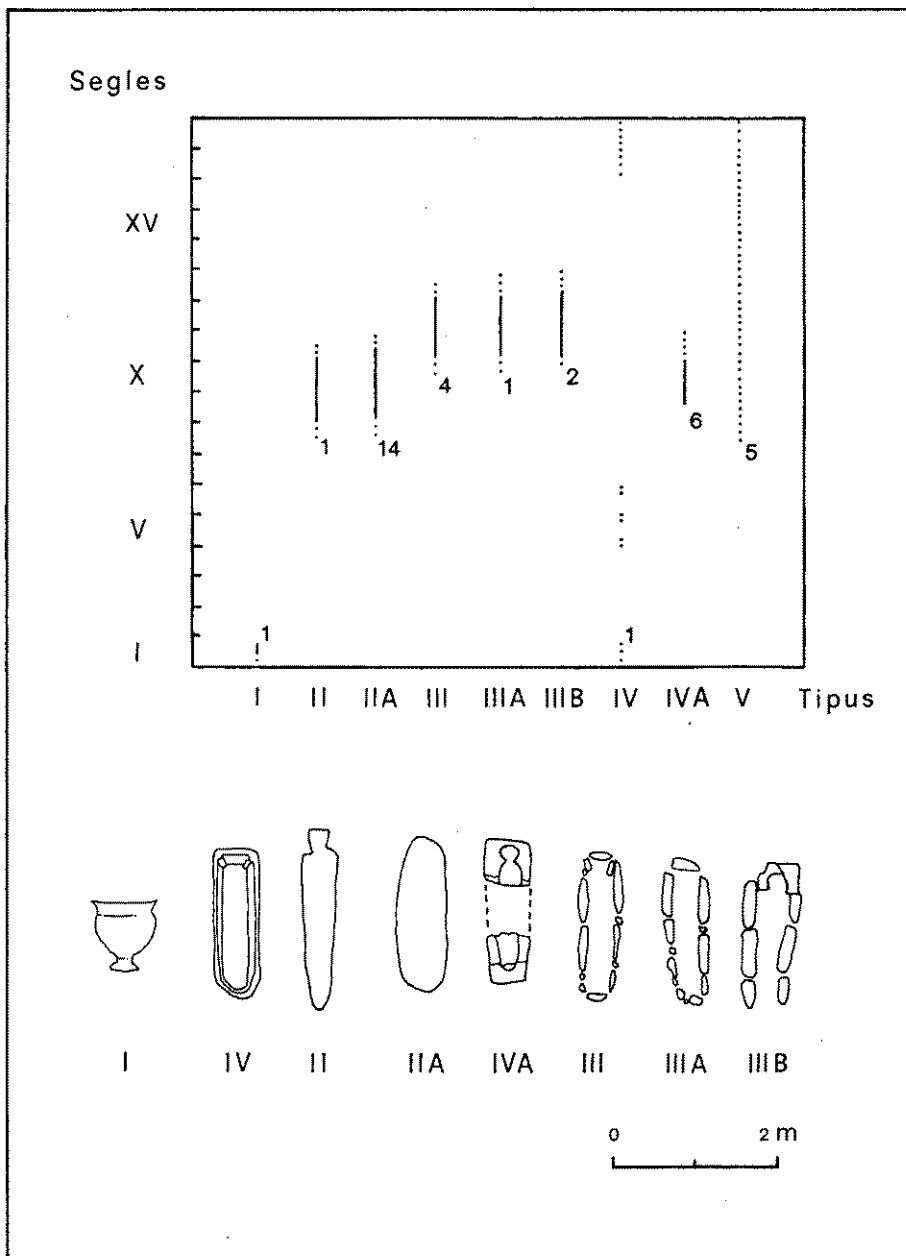 Segles
XV
4 1 2
X
6
1 14
5
V
1 1
I
I II IIA III IIIA IIIB IV IVA V Tipus
I IV II IIA IVA III IIIA IIIB
0 2 m